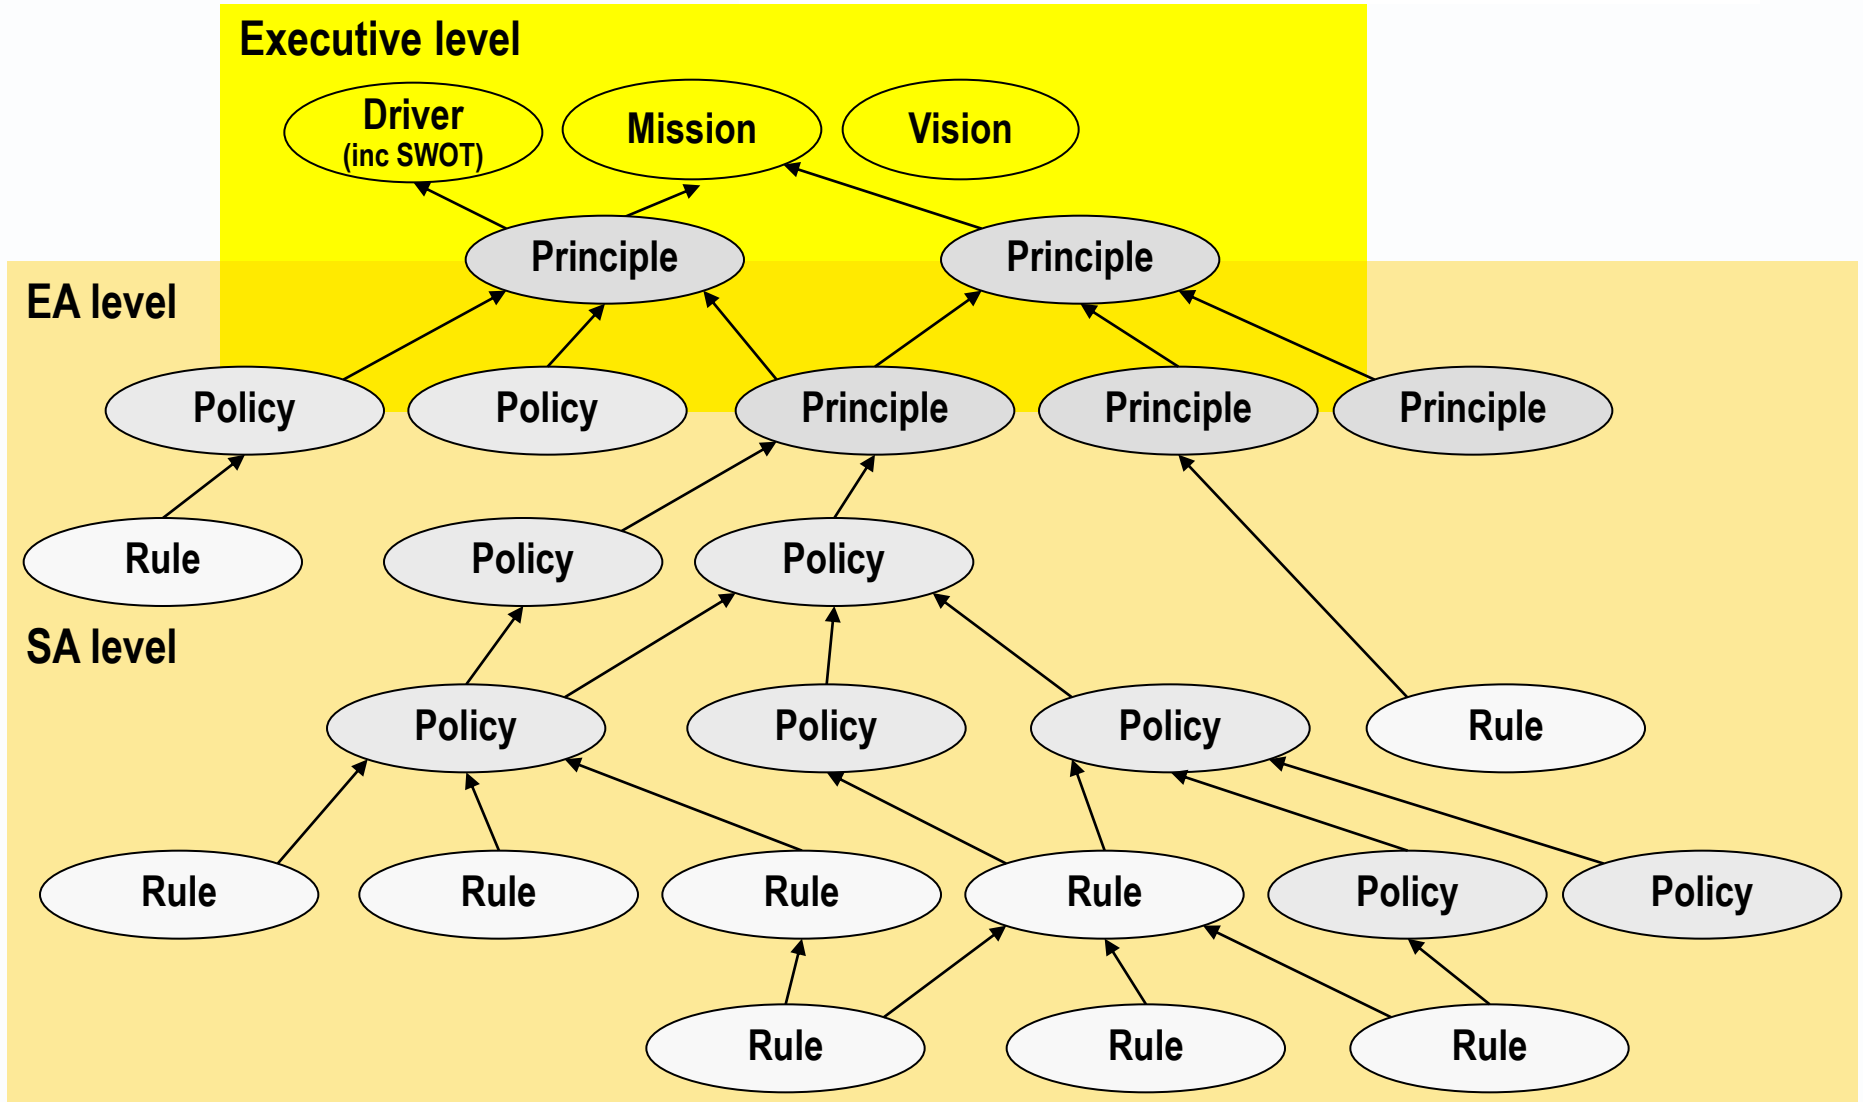 Executive level
Driver
(inc SWOT)
Mission
Vision
Principle
Principle
EA level
Policy
Policy
Principle
Principle
Principle
Rule
Policy
Policy
SA level
Policy
Policy
Policy
Rule
Rule
Rule
Rule
Rule
Policy
Policy
Rule
Rule
Rule